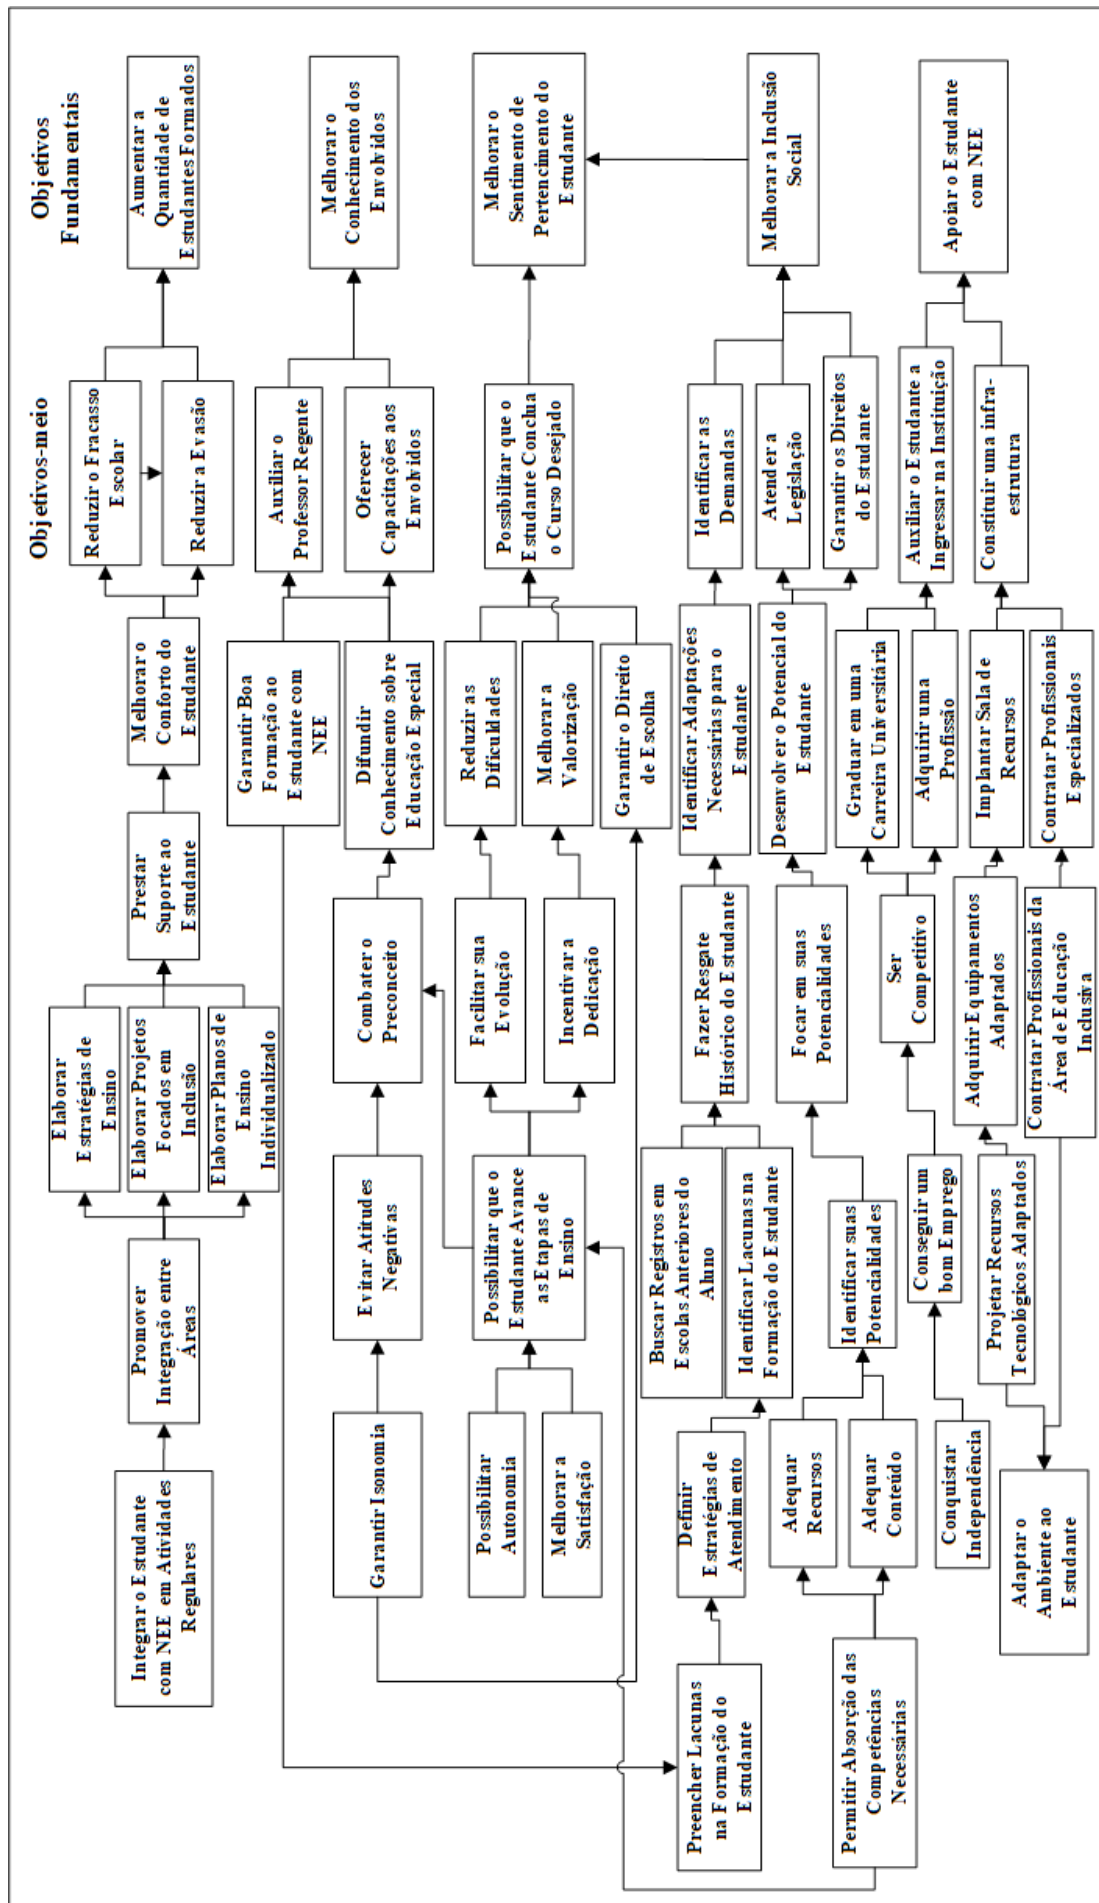 Objetivos
Fundamentais
Objetivos-meio
Aumentar a
Quantidade de
Estudantes Formados
Melhorar o
Conhecimento dos
Envolvidos
Melhorar o
Sentimento de
Pertencimento do
Estudante
Melhorar a Inclusão
Social
Apoiar o Estudante
com NEE
Reduzir o Fracasso
Escolar
Reduzir a Evasão
Auxiliar o
Professor Regente
Oferecer
Capacitações aos
Envolvidos
Possibilitar que o
Estudante Conclua
o Curso Desejado
Identificar as
Demandas
Atender a
Legislação
Garantir os Direitos
do Estudante
Auxiliar o Estudante a
Ingressar na Instituição
Constituir uma infra-
estrutura
Melhorar o
Conforto do
Estudante
Garantir Boa
Formação ao
Estudante com
NEE
Difundir
Conhecimento sobre
Educação Especial
Reduzir as
Dificuldades
Melhorar a
Valorização
Garantir o Direito
de Escolha
Identificar Adaptações
Necessárias para o
Estudante
Desenvolver o Potencial do
Estudante
Graduar em uma
Carreira Universitária
Adquirir uma
Profissão
Implantar Sala de
Recursos
Contratar Profissionais
Especializados
Prestar
Suporte ao
Estudante
Combater o
Preconceito
Facilitar sua
Evolução
Incentivar a
Dedicação
Fazer Resgate
Histórico do Estudante
Focar em suas
Potencialidades
Ser
Competitivo
Adquirir Equipamentos
Adaptados
Contratar Profissionais da
Área de Educação
Inclusiva
Elaborar
Estratégias de
Ensino
Elaborar Projetos
Focados em
Inclusão
Elaborar Planos de
Ensino
Individualizado
Promover
Integração entre
Áreas
Evitar Atitudes
Negativas
Possibilitar que o
Estudante Avance
as Etapas de
Ensino
Buscar Registros em
Escolas Anteriores do
Aluno
Identificar Lacunas na
Formação do Estudante
Identificar suas
Potencialidades
Conseguir um
bom Emprego
Projetar Recursos
Tecnológicos Adaptados
Integrar o Estudante
com NEE em Atividades
Regulares
Garantir Isonomia
Possibilitar
Autonomia
Melhorar a
Satisfação
Definir
Estratégias de
Atendimento
Adequar
Recursos
Adequar
Conteúdo
Conquistar
Independência
Adaptar o
Ambiente ao
Estudante
Preencher Lacunas
na Formação do
Estudante
Permitir Absorção das
Competências
Necessárias